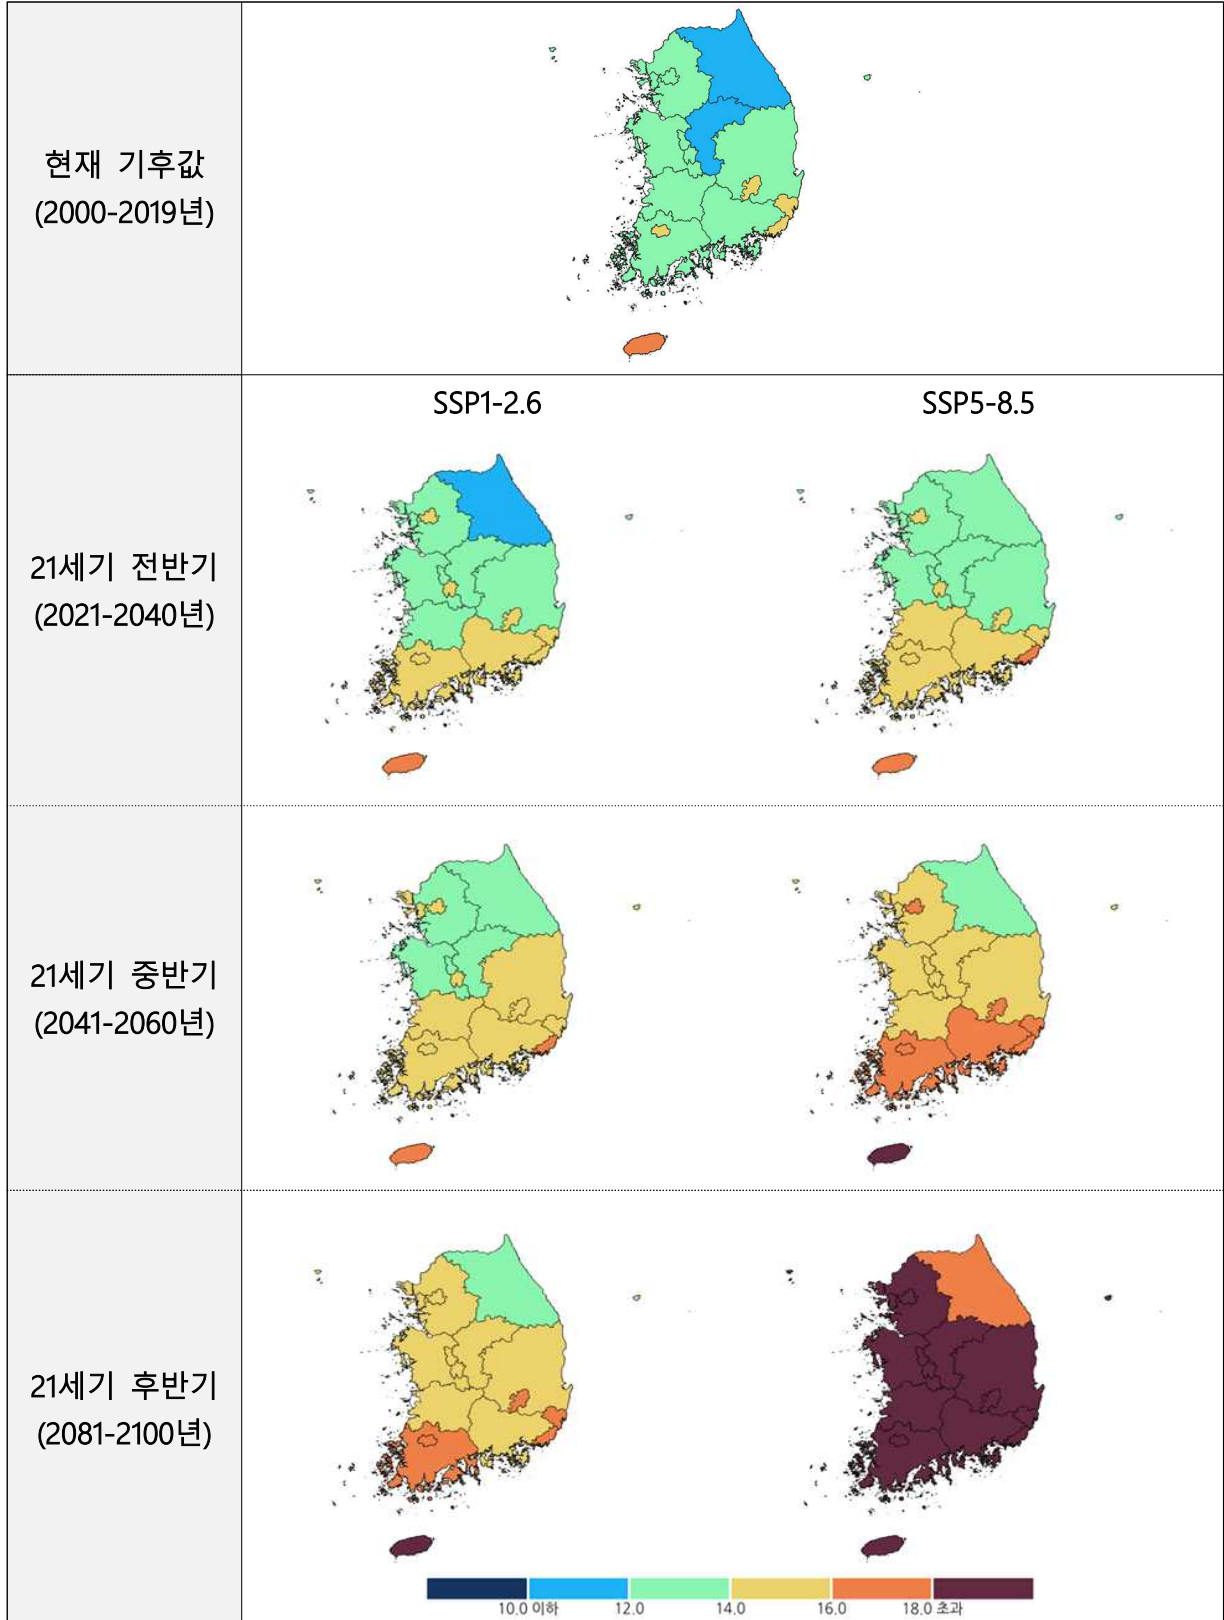 현재 기후값
(2000-2019년)
SSP1-2.6
SSP5-8.5
21세기 전반기
(2021-2040년)
21세기 중반기
(2041-2060년)
21세기 후반기
(2081-2100년)
10.0 이하 12.0 14.0 16.0 18.0 초과